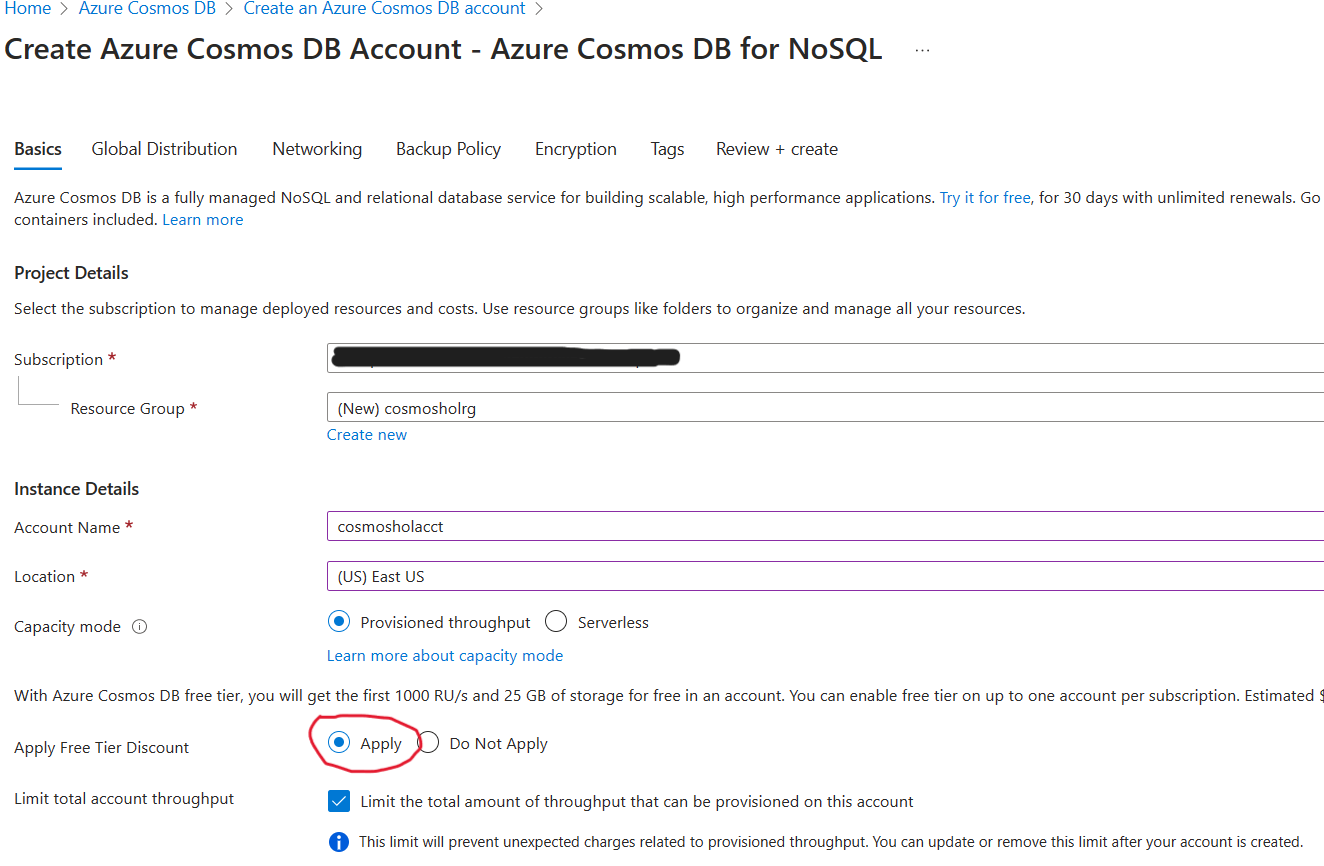 Home > Azure Cosmos DB > Create an Azure Cosmos DB account >
Create Azure Cosmos DB Account - Azure Cosmos DB for NoSQL ...
Basics Global Distribution Networking Backup Policy Encryption Tags Review + create
Azure Cosmos DB is a fully managed NoSQL and relational database service for building scalable, high performance applications. Try it for free, for 30 days with unlimited renewals. Go
containers included. Learn more
Project Details
Select the subscription to manage deployed resources and costs. Use resource groups like folders to organize and manage all your resources.
Subscription *
Resource Group * (New) cosmosholrg
Create new
Instance Details
Account Name * cosmosholacct
Location * (US) East US
Capacity mode Provisioned throughput Serverless
Learn more about capacity mode
With Azure Cosmos DB free tier, you will get the first 1000 RU/s and 25 GB of storage for free in an account. You can enable free tier on up to one account per subscription. Estimated $
Apply Free Tier Discount Apply Do Not Apply
Limit total account throughput Limit the total amount of throughput that can be provisioned on this account
This limit will prevent unexpected charges related to provisioned throughput. You can update or remove this limit after your account is created.